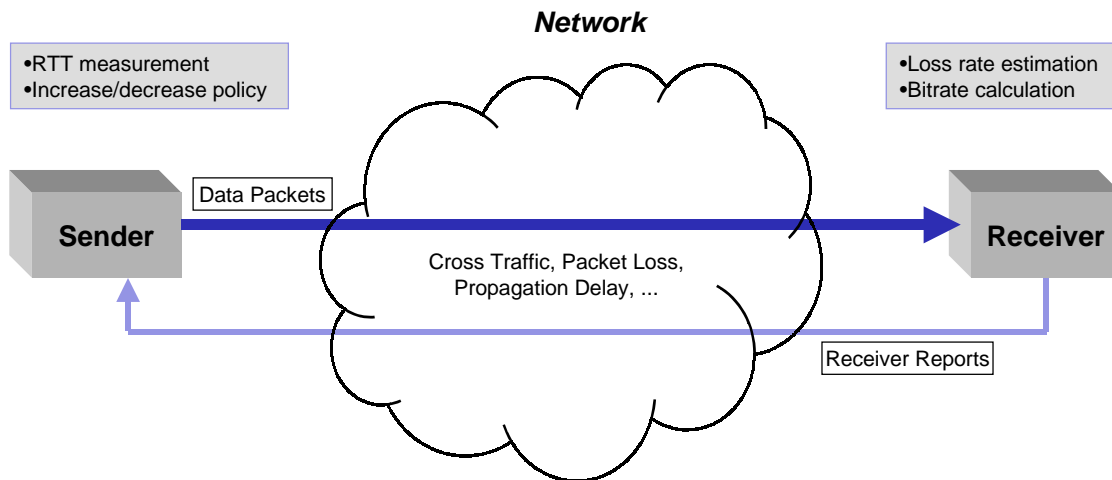 Network
•RTT measurement
•Increase/decrease policy
•Loss rate estimation
•Bitrate calculation
Data Packets
Sender
Receiver
Cross Traffic, Packet Loss,
Propagation Delay, ...
Receiver Reports